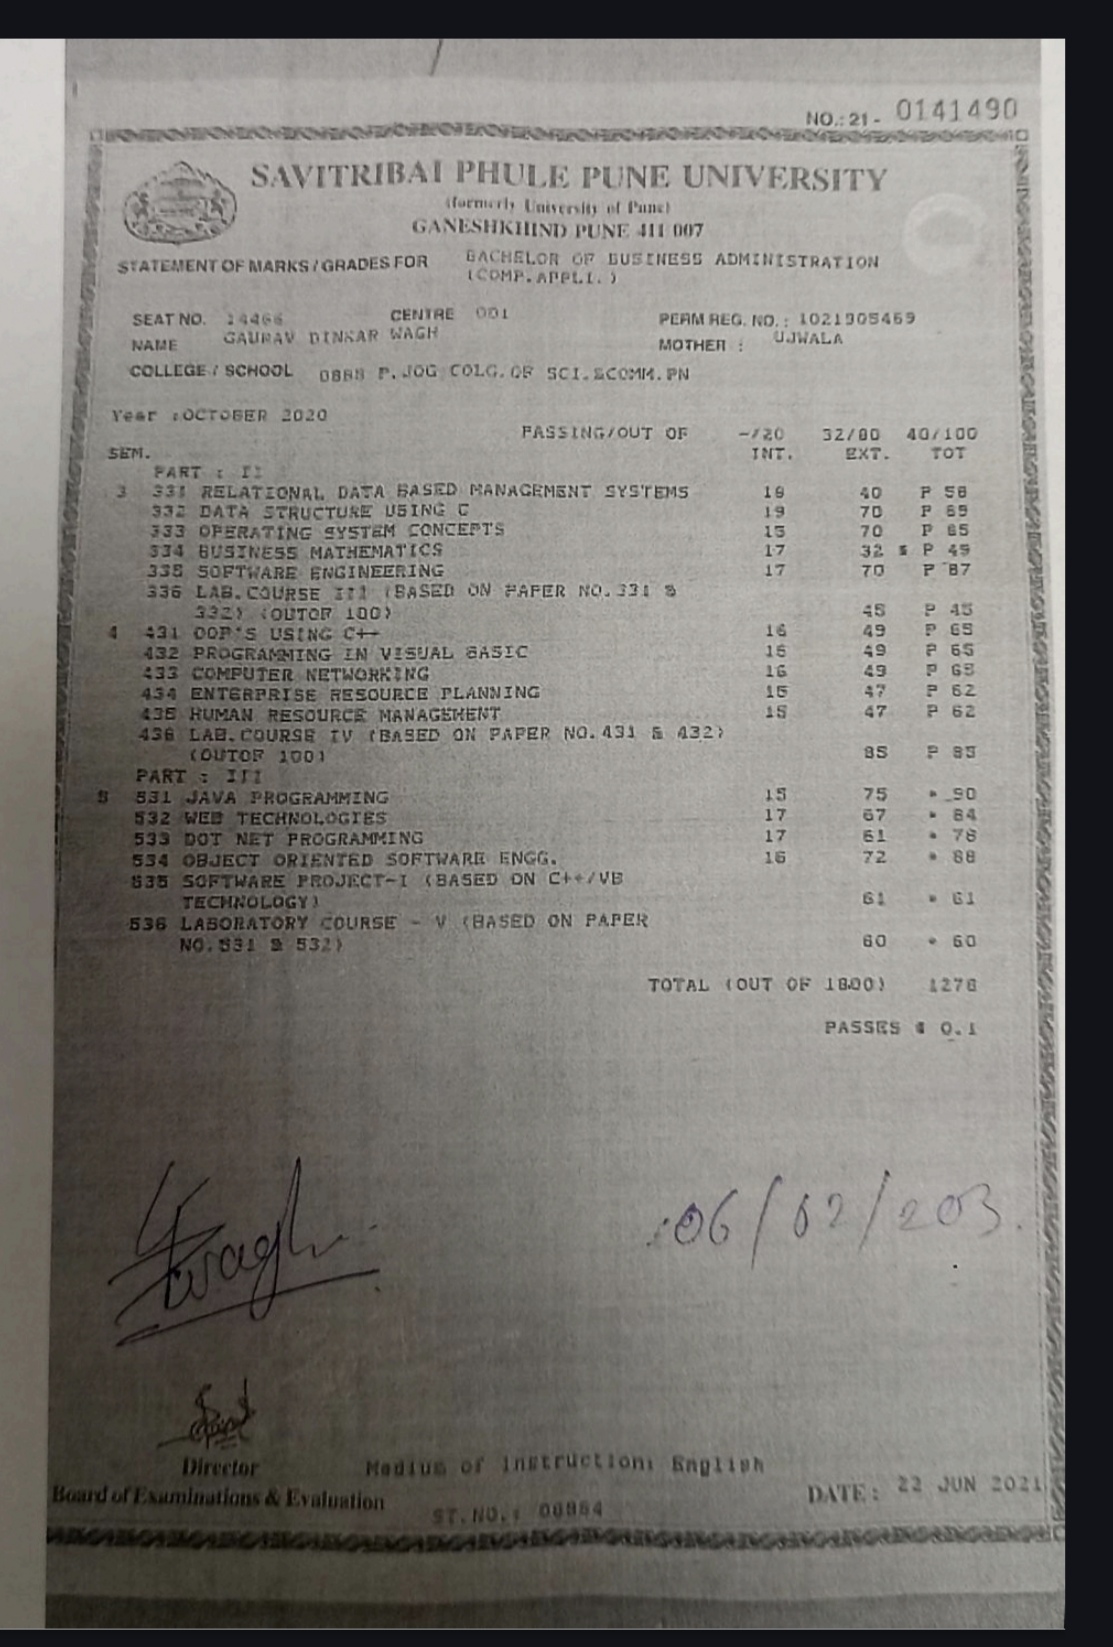 NO.: 21 - 0141490
SAVITRIBAI PHULE PUNE UNIVERSITY
(formerly University of Pune)
GANESHKHIND PUNE 411 007
STATEMENT OF MARKS / GRADES FOR BACHELOR OF BUSINESS ADMINISTRATION
(COMP.APPLI.)
SEAT NO. 14466 CENTRE 001 PERM REG. NO. : 1021905469
NAME GAURAV DINKAR WAGH MOTHER : UJWALA
COLLEGE / SCHOOL 0888 P.JOG COLG.OF SCI.&COMM.PN
Year :OCTOBER 2020
PASSING/OUT OF -/20 32/80 40/100
SEM. INT. EXT. TOT
PART : II
3 331 RELATIONAL DATA BASED MANAGEMENT SYSTEMS 18 40 P 58
332 DATA STRUCTURE USING C 19 70 P 89
333 OPERATING SYSTEM CONCEPTS 15 70 P 85
334 BUSINESS MATHEMATICS 17 32 P 49
335 SOFTWARE ENGINEERING 17 70 P 87
336 LAB.COURSE III (BASED ON PAPER NO.331 &
332) (OUTOF 100) 45 P 45
4 431 OOP'S USING C++ 16 49 P 65
432 PROGRAMMING IN VISUAL BASIC 16 49 P 65
433 COMPUTER NETWORKING 16 49 P 65
434 ENTERPRISE RESOURCE PLANNING 15 47 P 62
435 HUMAN RESOURCE MANAGEMENT 15 47 P 62
436 LAB.COURSE IV (BASED ON PAPER NO.431 & 432)
(OUTOF 100) 85 P 85
PART : III
5 531 JAVA PROGRAMMING 15 75 * 90
532 WEB TECHNOLOGIES 17 67 * 84
533 DOT NET PROGRAMMING 17 61 * 78
534 OBJECT ORIENTED SOFTWARE ENGG. 16 72 * 88
535 SOFTWARE PROJECT-I (BASED ON C++/VB
TECHNOLOGY) 61 * 61
536 LABORATORY COURSE - V (BASED ON PAPER
NO.531 & 532) 60 * 60
TOTAL (OUT OF 1800) 1278
PASSES 0.1
Wagh
06/02/203
Director
Board of Examinations & Evaluation
Medium of instruction: English
ST.NO.: 08864
DATE : 22 JUN 2021